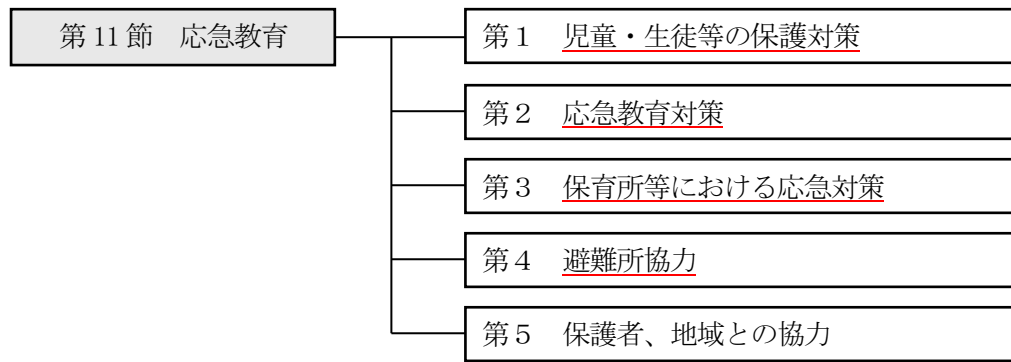 第11節　応急教育
第１　児童・生徒等の保護対策
第２　応急教育対策
第３　保育所等における応急対策
第４　避難所協力
第５　保護者、地域との協力